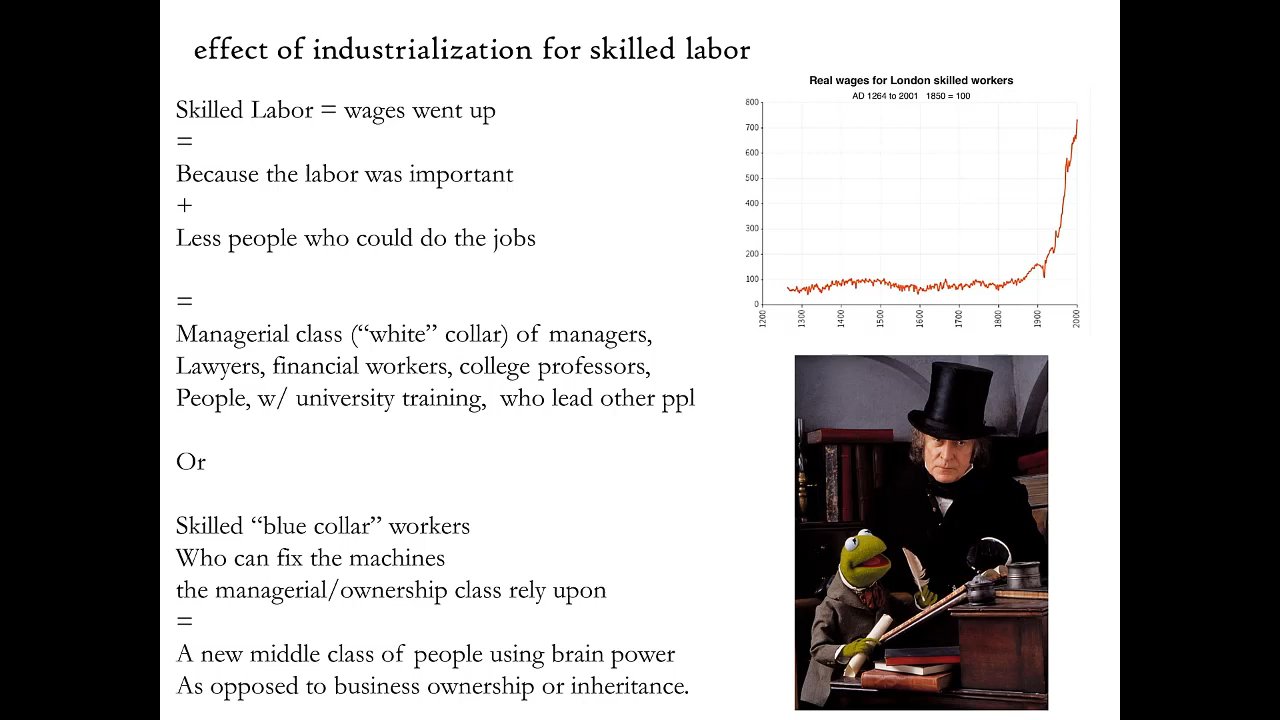 effect of industrialization for skilled labor
Skilled Labor = wages went up
=
Because the labor was important
+
Less people who could do the jobs
=
Managerial class (“white” collar) of managers,
Lawyers, financial workers, college professors,
People, w/ university training,  who lead other ppl
Or
Skilled “blue collar” workers
Who can fix the machines
the managerial/ownership class rely upon
=
A new middle class of people using brain power
As opposed to business ownership or inheritance.
Real wages for London skilled workers
AD 1264 to 2001   1850 = 100
800
700
600
500
400
300
200
100
0
1200
1300
1400
1500
1600
1700
1800
1900
2000